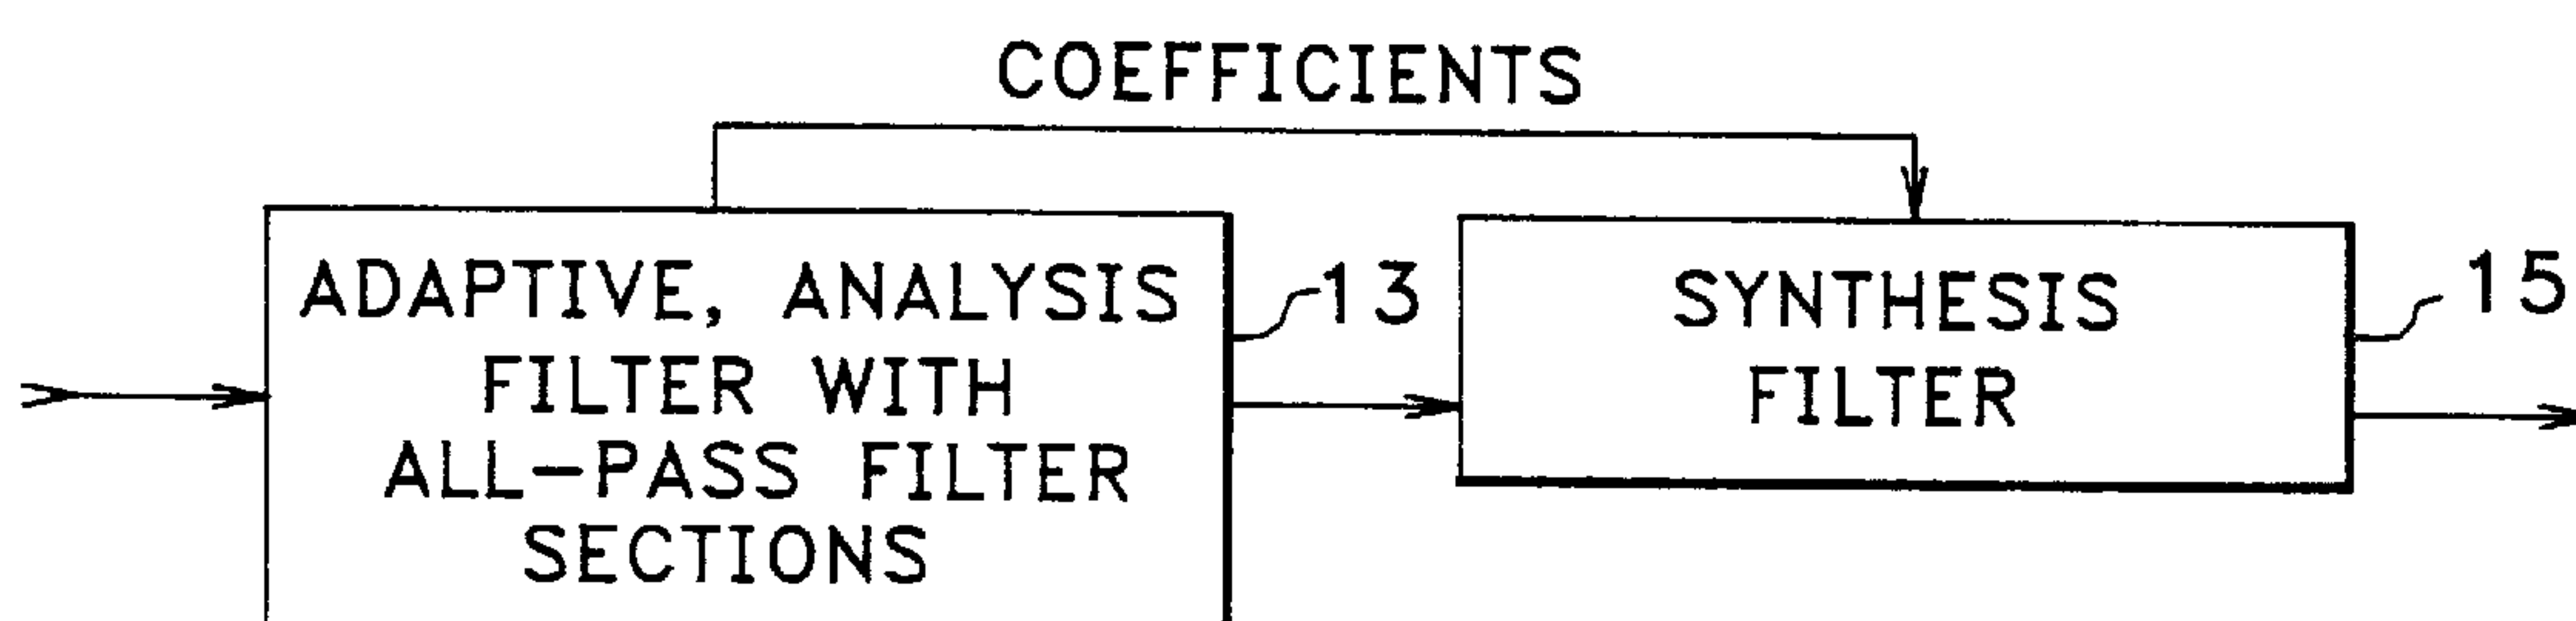 COEFFICIENTS
ADAPTIVE, ANALYSIS
FILTER WITH
ALL-PASS FILTER
SECTIONS
13
SYNTHESIS
FILTER
15